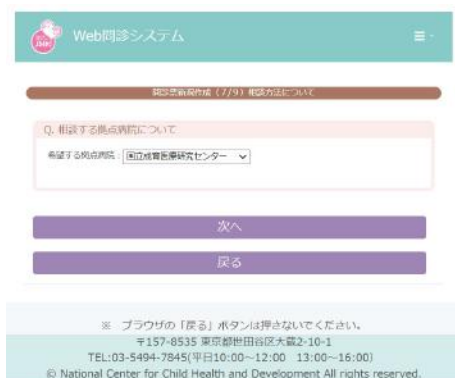 Web問診システム
問診票新規作成（7/9）相談方法について
Q. 相談する拠点病院について
希望する拠点病院：国立成育医療研究センター
次へ
戻る
※ ブラウザの「戻る」ボタンは押さないでください。
〒157-8535 東京都世田谷区大蔵2-10-1
TEL:03-5494-7845(平日10:00～12:00 13:00～16:00)
© National Center for Child Health and Development All rights reserved.